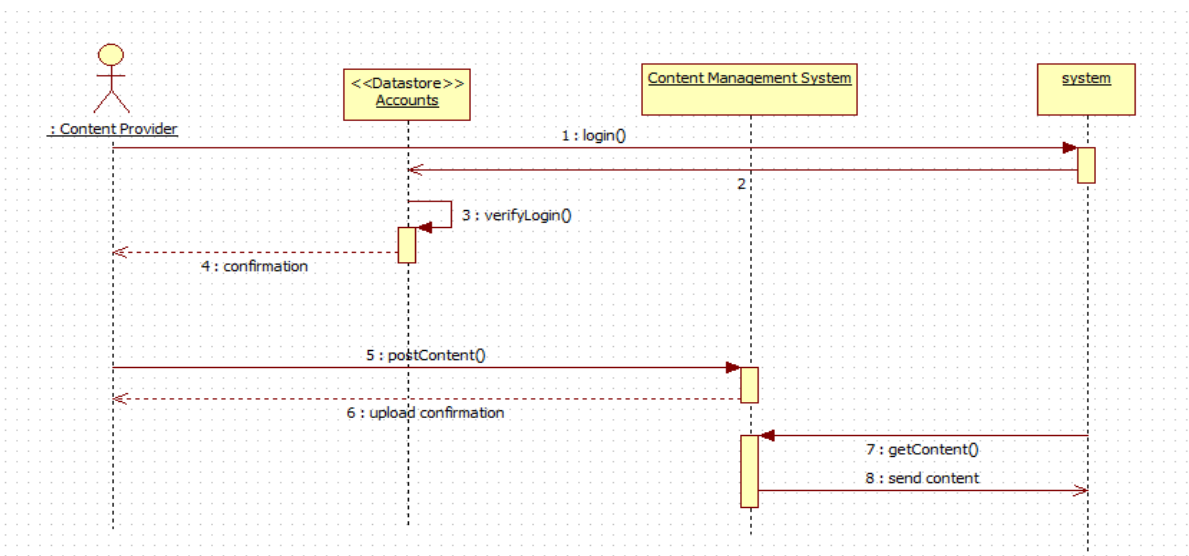 <<Datastore>>
Accounts
Content Management System
system
: Content Provider
1 : login()
2
3 : verifyLogin()
4 : confirmation
5 : postContent()
6 : upload confirmation
7 : getContent()
8 : send content